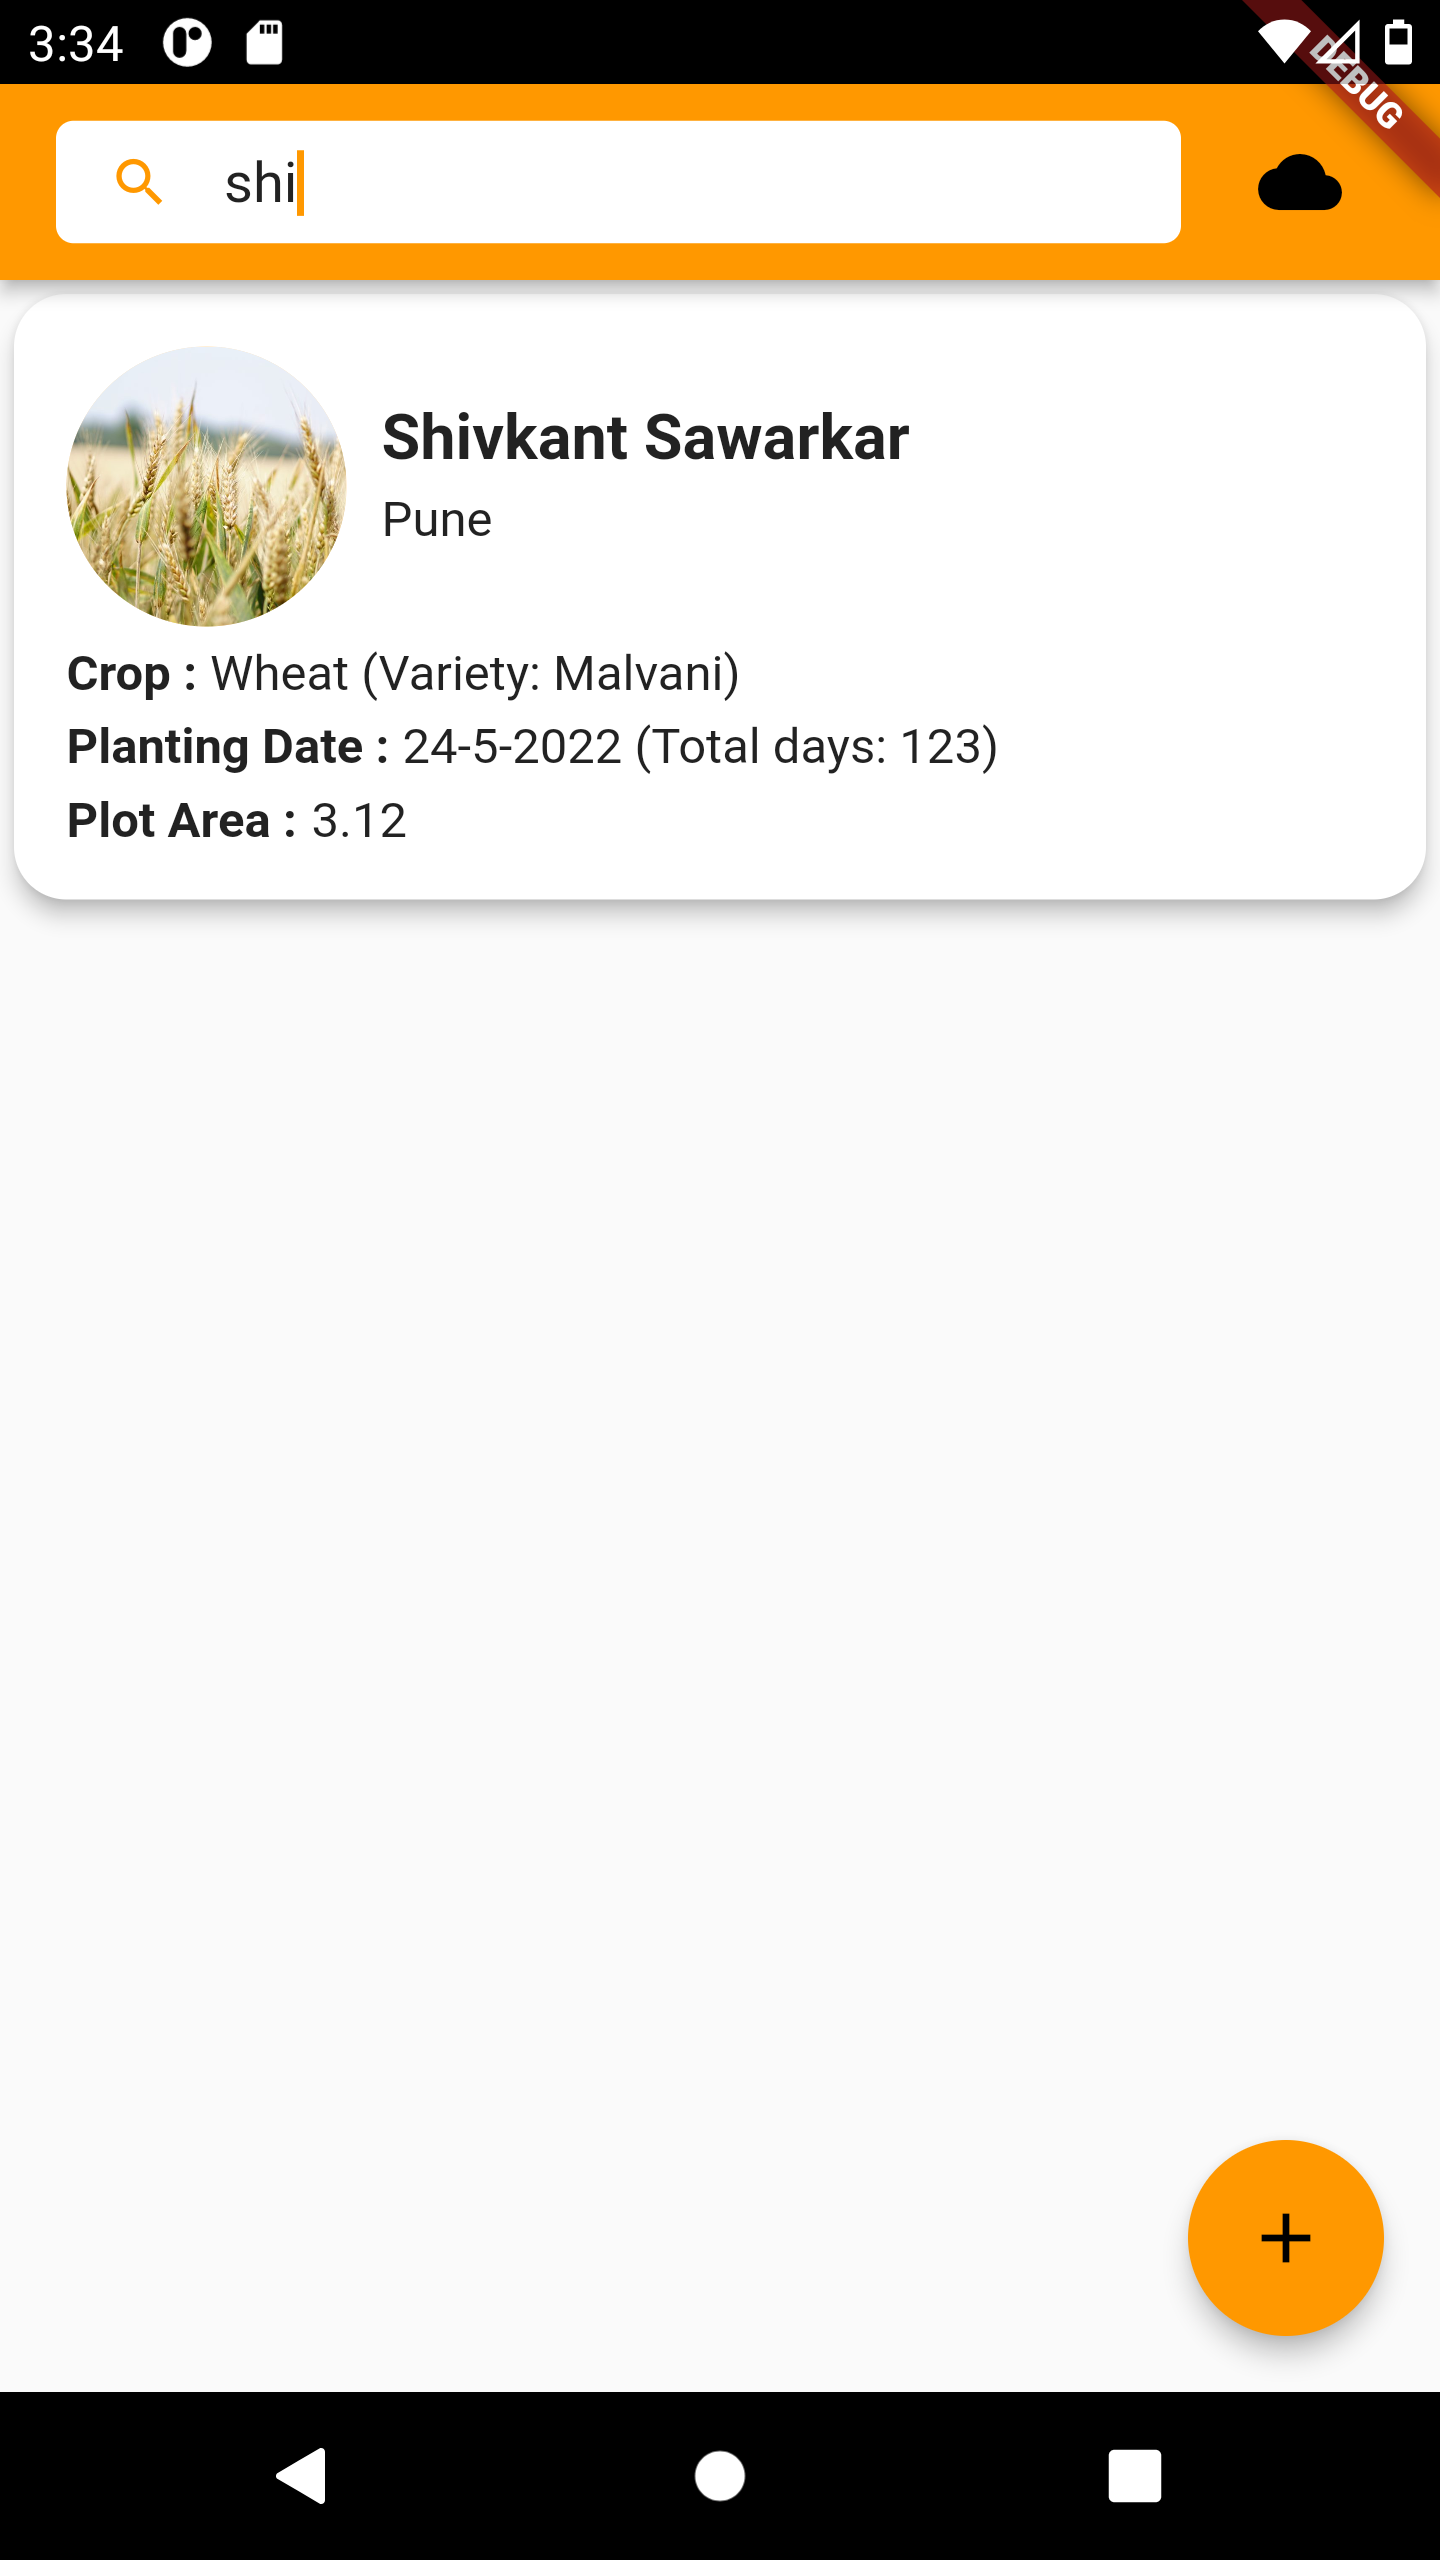 3:34
DEBUG
shi
Shivkant Sawarkar
Pune
Crop : Wheat (Variety: Malvani)
Planting Date : 24-5-2022 (Total days: 123)
Plot Area : 3.12